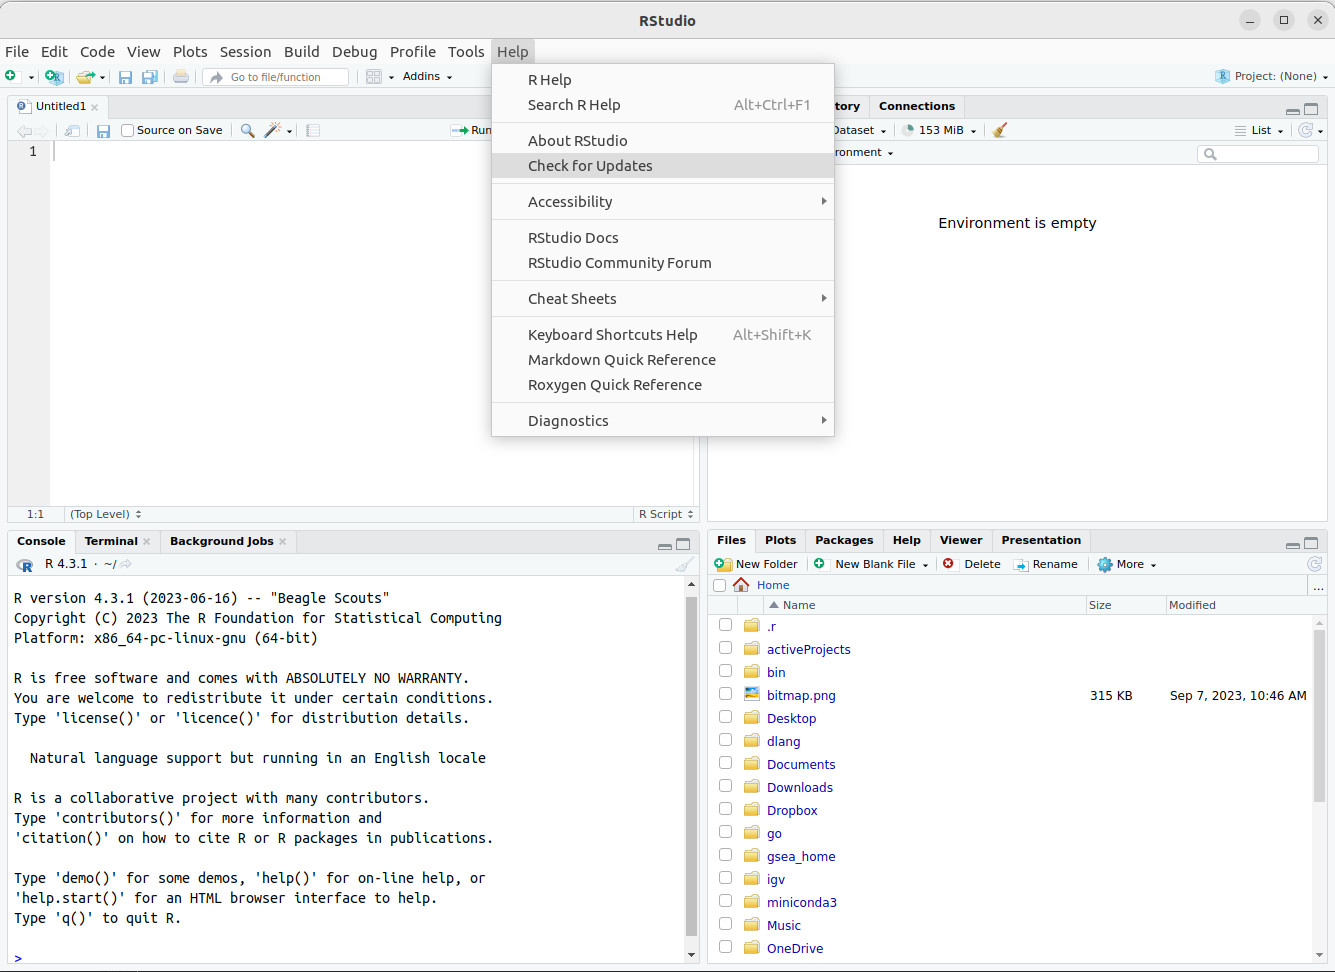 RStudio
File Edit Code View Plots Session Build Debug Profile Tools Help
Go to file/function Addins Project: (None)
Untitled1
Source on Save Run
1
R Help
Search R Help Alt+Ctrl+F1
About RStudio
Check for Updates
Accessibility
RStudio Docs
RStudio Community Forum
Cheat Sheets
Keyboard Shortcuts Help Alt+Shift+K
Markdown Quick Reference
Roxygen Quick Reference
Diagnostics
tory Connections
Dataset 153 MiB List
ronment
Environment is empty
1:1 (Top Level) R Script
Console Terminal Background Jobs
R 4.3.1 · ~/
R version 4.3.1 (2023-06-16) -- "Beagle Scouts"
Copyright (C) 2023 The R Foundation for Statistical Computing
Platform: x86_64-pc-linux-gnu (64-bit)
R is free software and comes with ABSOLUTELY NO WARRANTY.
You are welcome to redistribute it under certain conditions.
Type 'license()' or 'licence()' for distribution details.
Natural language support but running in an English locale
R is a collaborative project with many contributors.
Type 'contributors()' for more information and
'citation()' on how to cite R or R packages in publications.
Type 'demo()' for some demos, 'help()' for on-line help, or
'help.start()' for an HTML browser interface to help.
Type 'q()' to quit R.
>
Files Plots Packages Help Viewer Presentation
New Folder New Blank File Delete Rename More
Home ...
Name Size Modified
.r
activeProjects
bin
bitmap.png 315 KB Sep 7, 2023, 10:46 AM
Desktop
dlang
Documents
Downloads
Dropbox
go
gsea_home
igv
miniconda3
Music
OneDrive